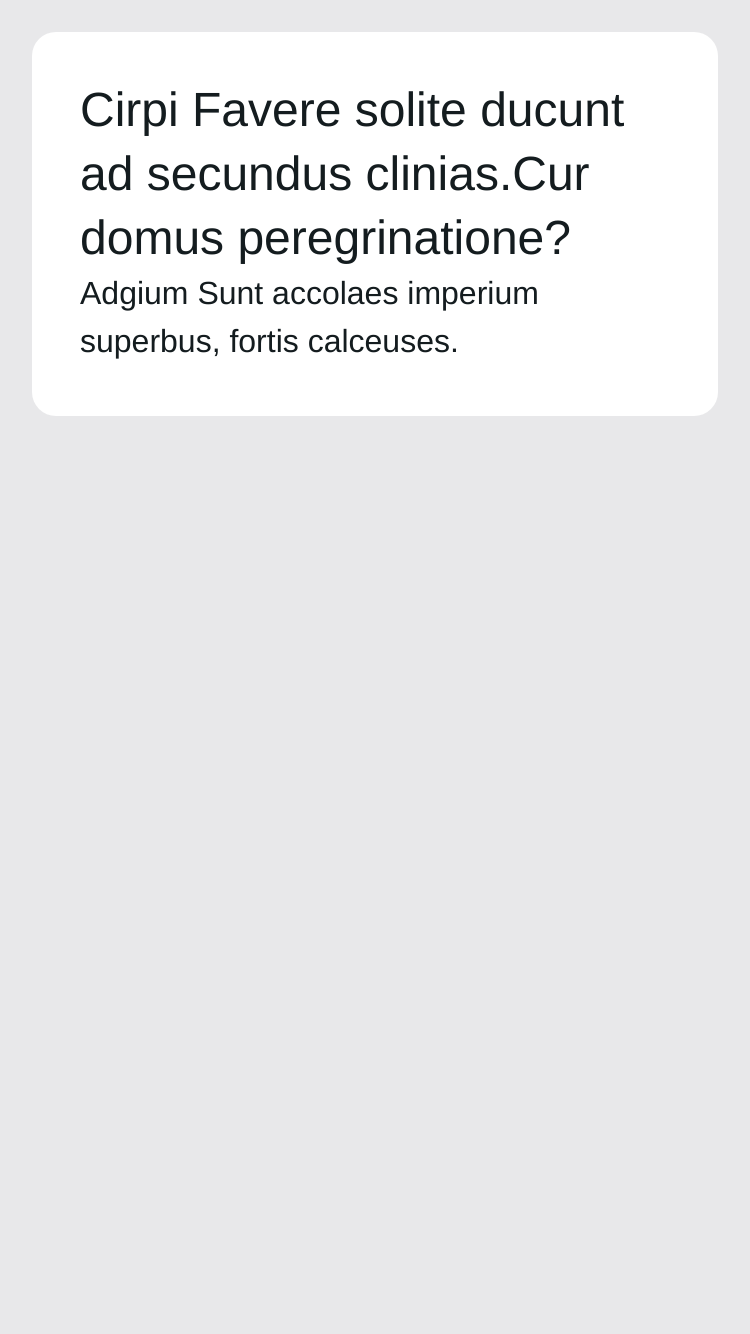 Cirpi Favere solite ducunt
ad secundus clinias.Cur
domus peregrinatione?
Adgium Sunt accolaes imperium
superbus, fortis calceuses.